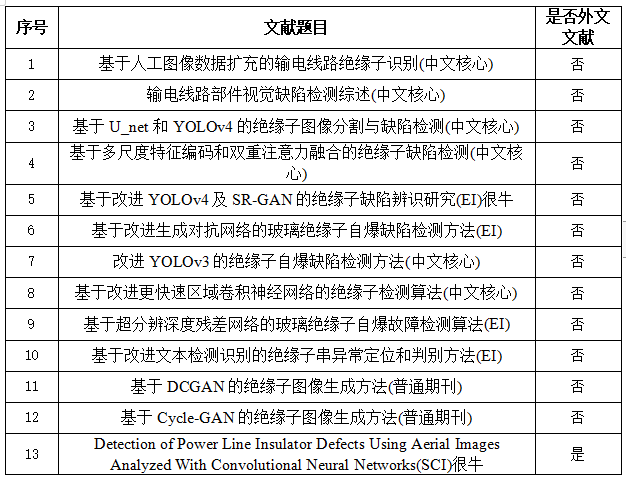 序号 文献题目 是否外文
文献
1 基于人工图像数据扩充的输电线路绝缘子识别(中文核心) 否
2 输电线路部件视觉缺陷检测综述(中文核心) 否
3 基于 U_net 和 YOLOv4 的绝缘子图像分割与缺陷检测(中文核心) 否
4 基于多尺度特征编码和双重注意力融合的绝缘子缺陷检测(中文核
心) 否
5 基于改进 YOLOv4 及 SR-GAN 的绝缘子缺陷辨识研究(EI)很牛 否
6 基于改进生成对抗网络的玻璃绝缘子自爆缺陷检测方法(EI) 否
7 改进 YOLOv3 的绝缘子自爆缺陷检测方法(中文核心) 否
8 基于改进更快速区域卷积神经网络的绝缘子检测算法(中文核心) 否
9 基于超分辨深度残差网络的玻璃绝缘子自爆故障检测算法(EI) 否
10 基于改进文本检测识别的绝缘子串异常定位和判别方法(EI) 否
11 基于 DCGAN 的绝缘子图像生成方法(普通期刊) 否
12 基于 Cycle-GAN 的绝缘子图像生成方法(普通期刊) 否
13 Detection of Power Line Insulator Defects Using Aerial Images
Analyzed With Convolutional Neural Networks(SCI)很牛 是